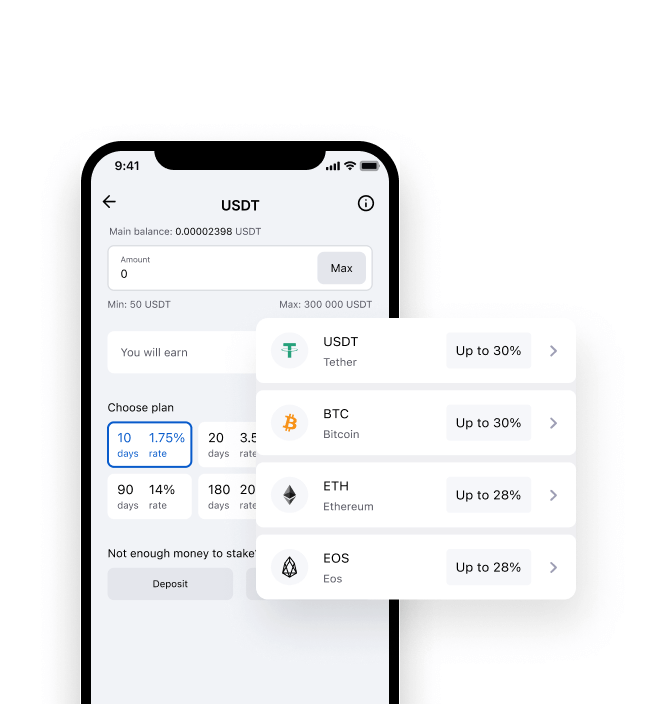 9:41
USDT
Main balance: 0.00002398 USDT
Amount
0
Max
Min: 50 USDT
Max: 300 000 USDT
You will earn
Choose plan
10 days
1.75% rate
20 days
3.5 rate
90 days
14% rate
180 days
20 rate
Not enough money to stake
Deposit
USDT
Tether
Up to 30%
BTC
Bitcoin
Up to 30%
ETH
Ethereum
Up to 28%
EOS
Eos
Up to 28%